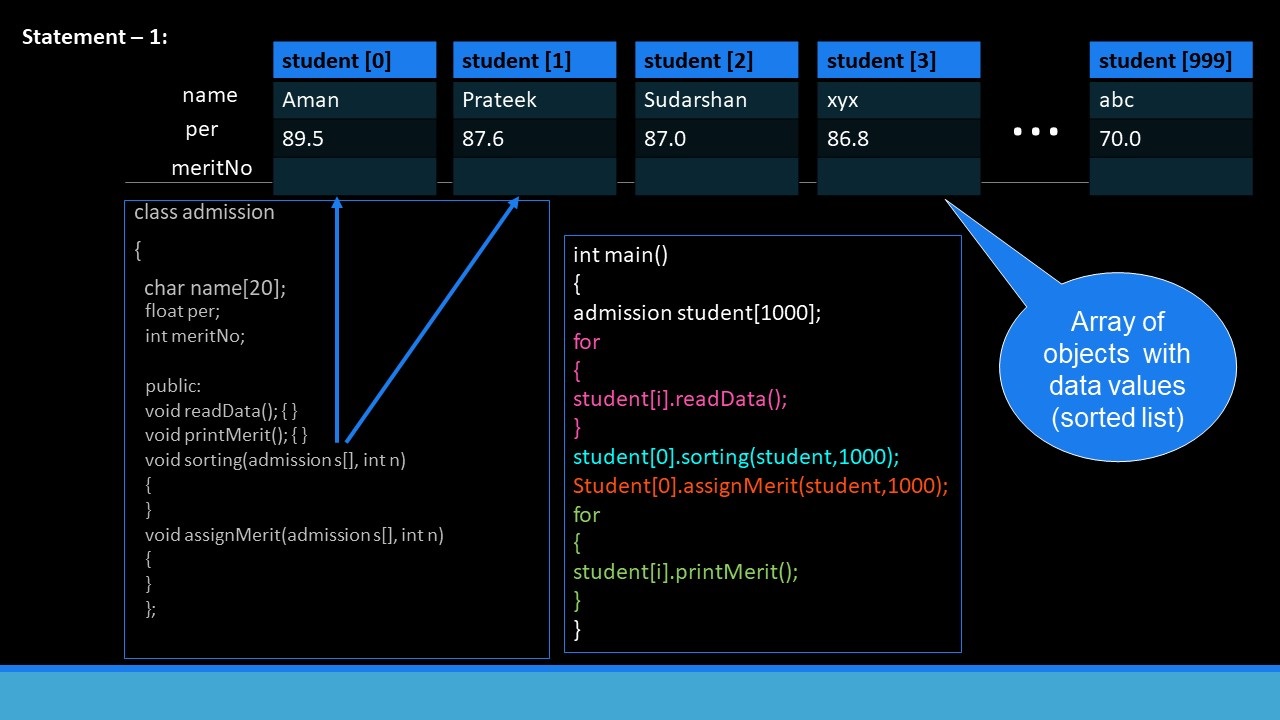 Statement – 1:
student [0] student [1] student [2] student [3] student [999]
name Aman Prateek Sudarshan xyx abc
per 89.5 87.6 87.0 86.8 ... 70.0
meritNo
class admission
{
char name[20];
float per;
int meritNo;
public:
void readData(); { }
void printMerit(); { }
void sorting(admission s[], int n)
{
}
void assignMerit(admission s[], int n)
{
}
};
int main()
{
admission student[1000];
for
{
student[i].readData();
}
student[0].sorting(student,1000);
Student[0].assignMerit(student,1000);
for
{
student[i].printMerit();
}
}
Array of
objects with
data values
(sorted list)